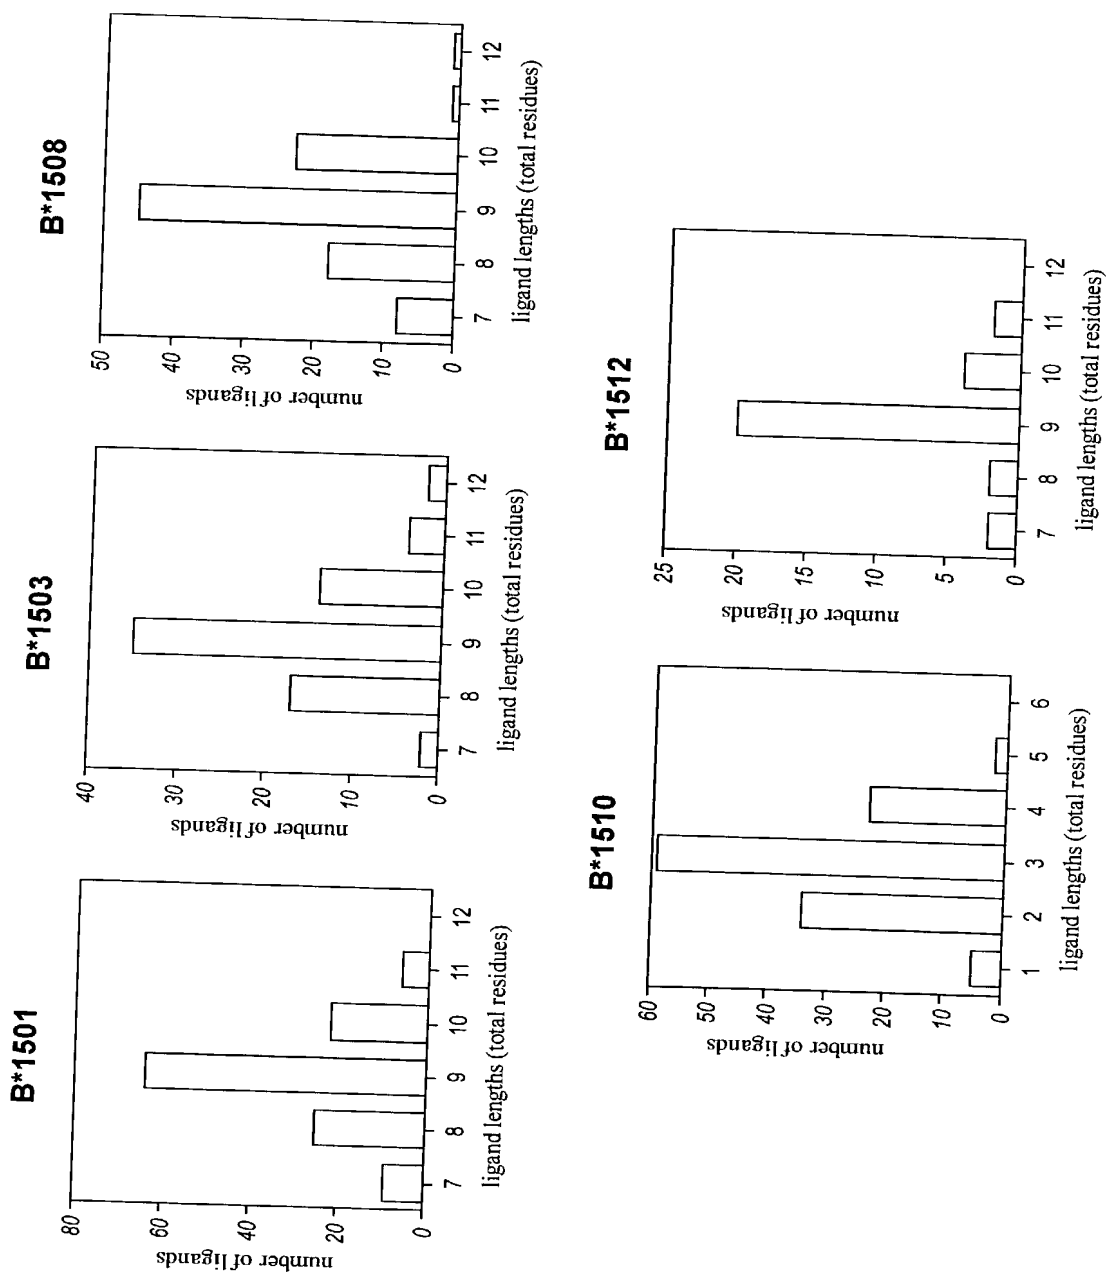 B*1501
number of ligands
80
60
40
20
0
7 8 9 10 11 12
ligand lengths (total residues)
B*1503
number of ligands
40
30
20
10
0
7 8 9 10 11 12
ligand lengths (total residues)
B*1508
number of ligands
50
40
30
20
10
0
7 8 9 10 11 12
ligand lengths (total residues)
B*1510
number of ligands
60
50
40
30
20
10
0
1 2 3 4 5 6
ligand lengths (total residues)
B*1512
number of ligands
25
20
15
10
5
0
7 8 9 10 11 12
ligand lengths (total residues)